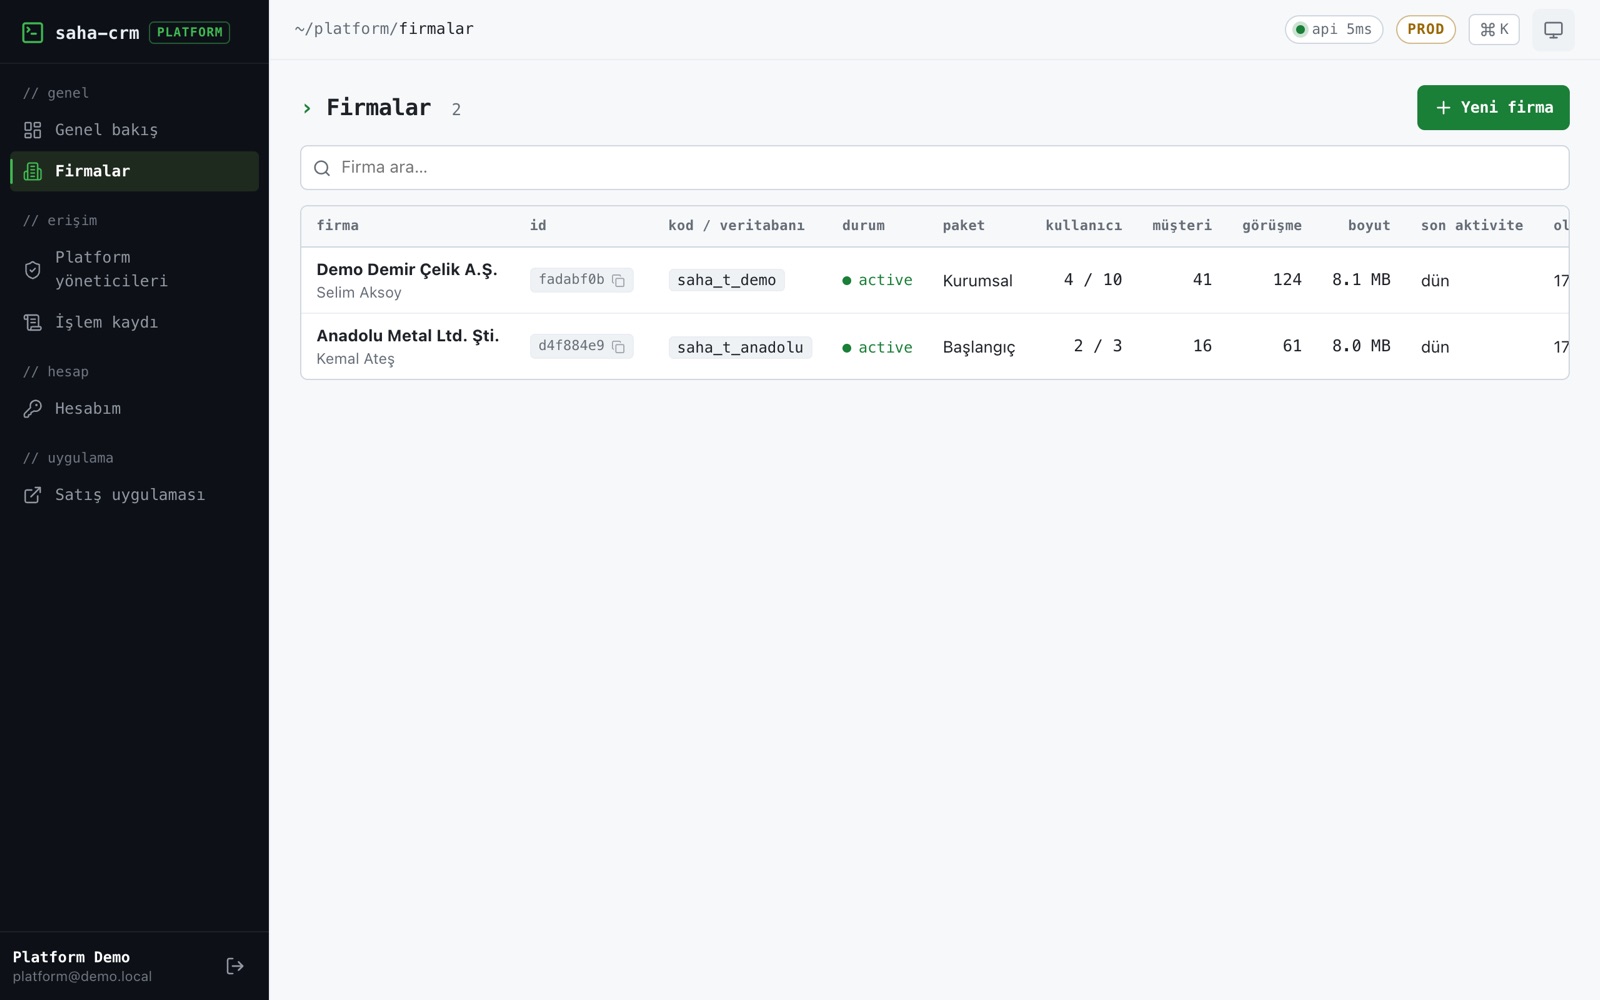 saha-crm PLATFORM
// genel
Genel bakış
Firmalar
// erişim
Platform
yöneticileri
İşlem kaydı
// hesap
Hesabım
// uygulama
Satış uygulaması
Platform Demo
platform@demo.local
~/platform/firmalar
api 5ms PROD ⌘ K
› Firmalar 2
+ Yeni firma
Firma ara...
firma id kod / veritabanı durum paket kullanıcı müşteri görüşme boyut son aktivite ol
Demo Demir Çelik A.Ş. fadabf0b saha_t_demo active Kurumsal 4 / 10 41 124 8.1 MB dün 17
Selim Aksoy
Anadolu Metal Ltd. Şti. d4f884e9 saha_t_anadolu active Başlangıç 2 / 3 16 61 8.0 MB dün 17
Kemal Ateş